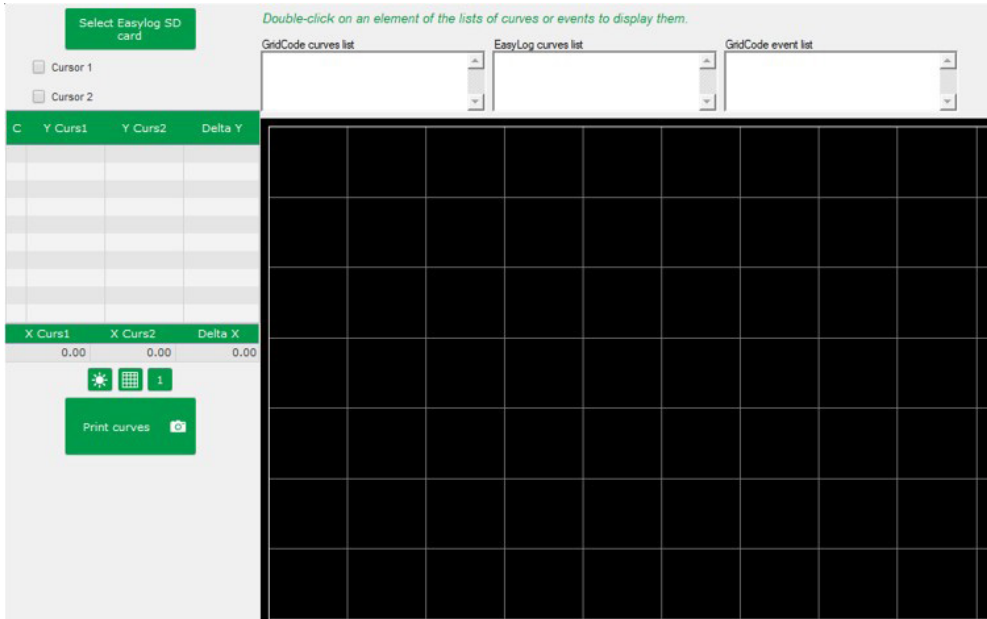 Select Easylog SD
card
Double-click on an element of the lists of curves or events to display them.
GridCode curves list
EasyLog curves list
GridCode event list
Cursor 1
Cursor 2
C Y Curs1 Y Curs2 Delta Y
X Curs1 X Curs2 Delta X
0.00 0.00 0.00
1
Print curves